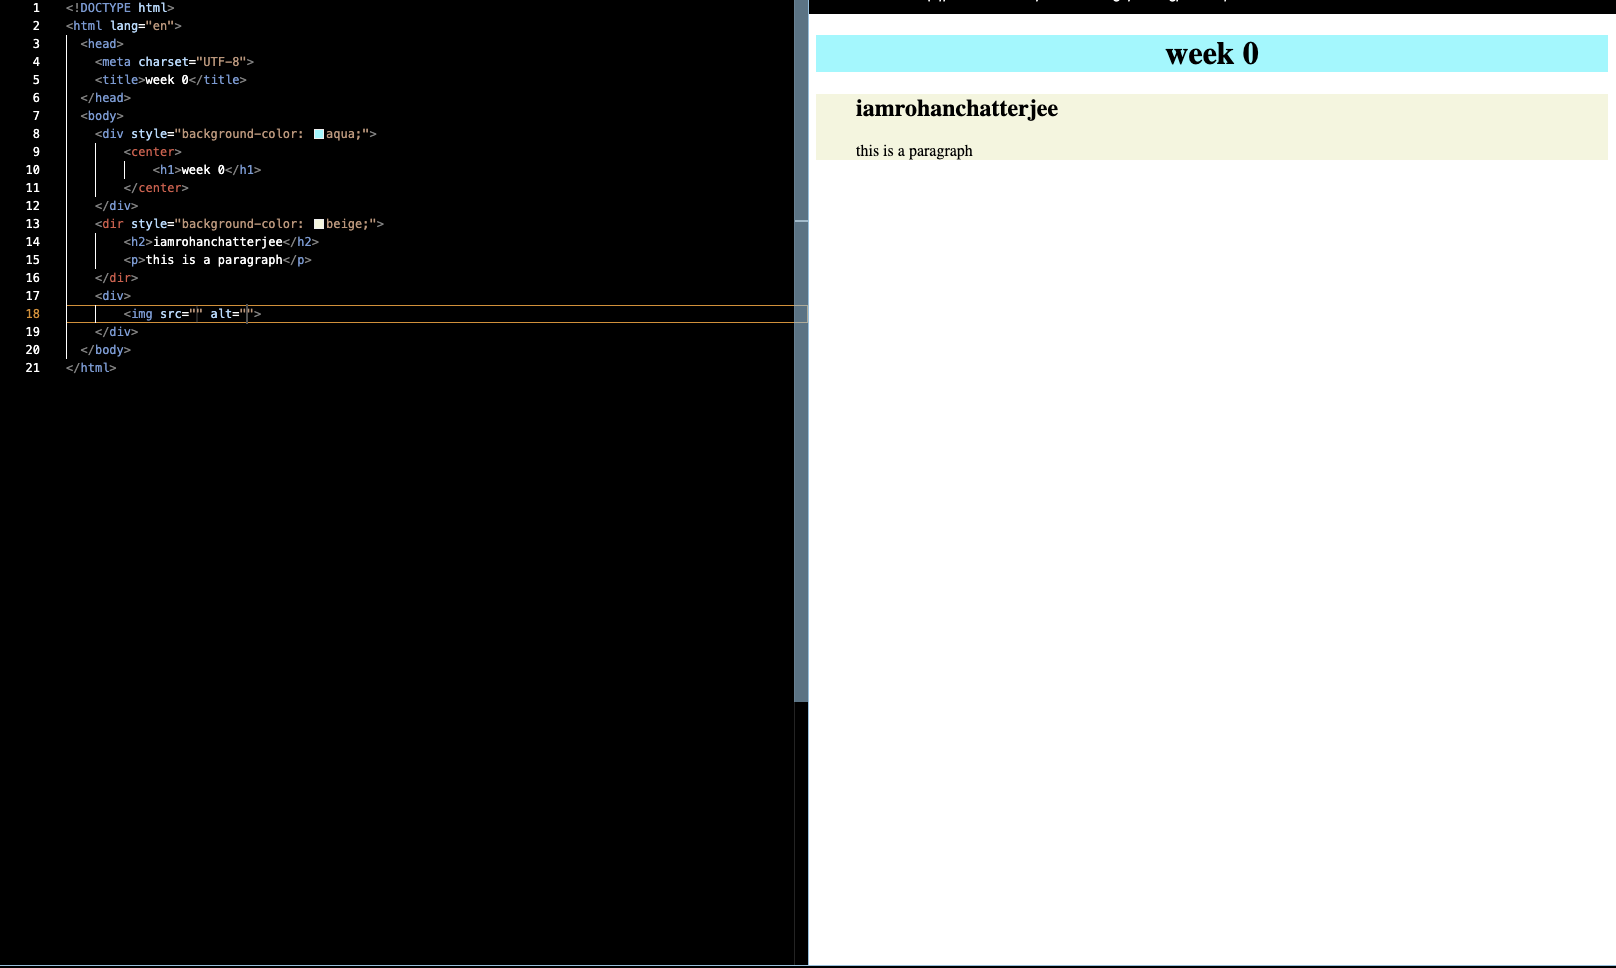 1 <!DOCTYPE html>
2 <html lang="en">
3 <head>
4 <meta charset="UTF-8">
5 <title>week 0</title>
6 </head>
7 <body>
8 <div style="background-color: aqua;">
9 <center>
10 <h1>week 0</h1>
11 </center>
12 </div>
13 <dir style="background-color: beige;">
14 <h2>iamrohanchatterjee</h2>
15 <p>this is a paragraph</p>
16 </dir>
17 <div>
18 <img src="" alt="">
19 </div>
20 </body>
21 </html>
week 0
iamrohanchatterjee
this is a paragraph